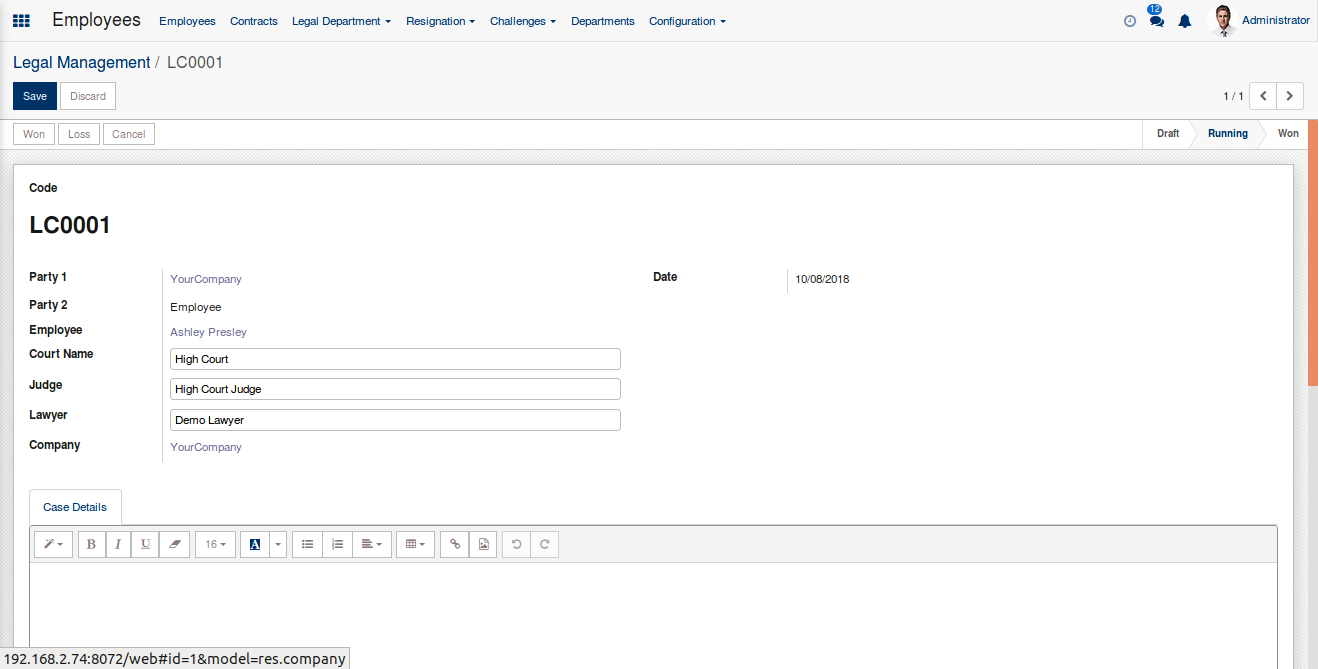 Employees Employees Contracts Legal Department Resignation Challenges Departments Configuration 12 Administrator
Legal Management / LC0001
Save Discard 1 / 1
Won Loss Cancel Draft Running Won
Code
LC0001
Party 1 YourCompany Date 10/08/2018
Party 2 Employee
Employee Ashley Presley
Court Name High Court
Judge High Court Judge
Lawyer Demo Lawyer
Company YourCompany
Case Details
B I U 16 A
192.168.2.74:8072/web#id=1&model=res.company